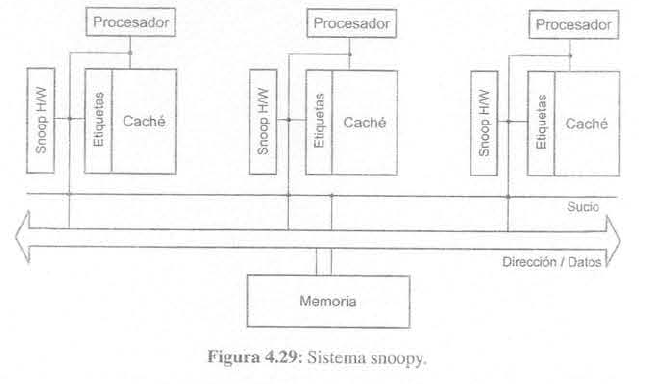 Procesador
Procesador
Procesador
Snoop H/W
Etiquetas
Caché
Snoop H/W
Etiquetas
Caché
Snoop H/W
Etiquetas
Caché
Sucio
Dirección / Datos
Memoria
Figura 4.29: Sistema snoopy.